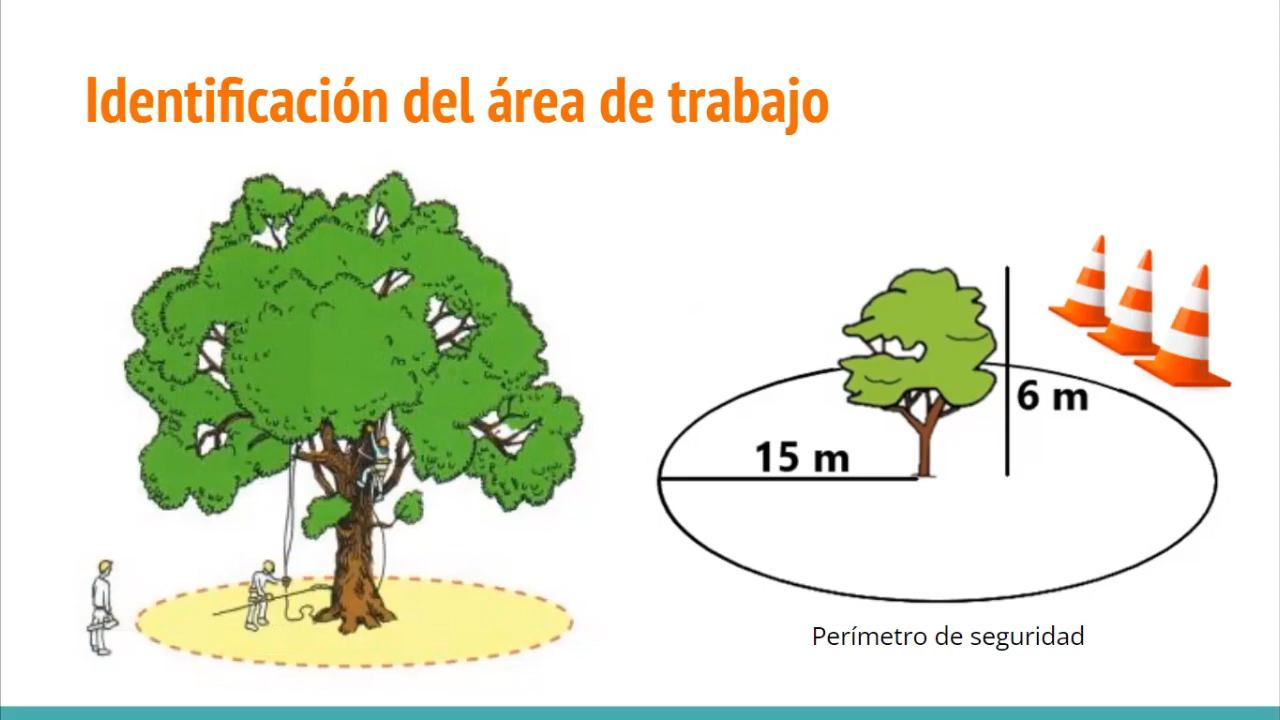 Identificación del área de trabajo
6 m
15 m
Perímetro de seguridad